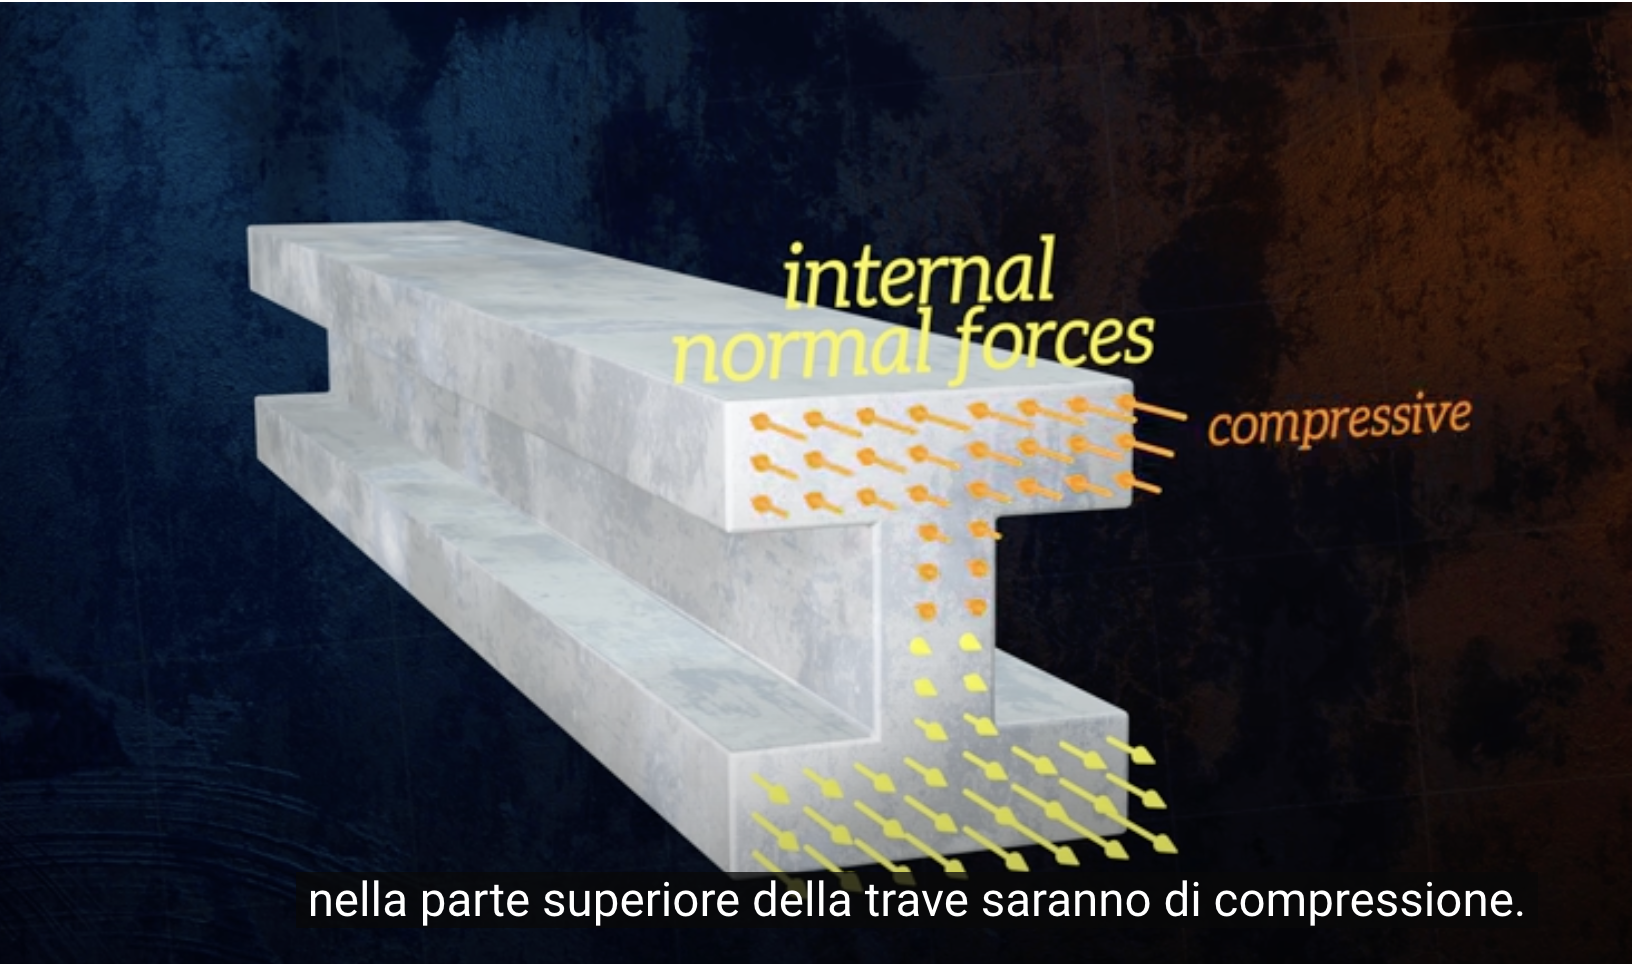 internal
normal forces
compressive
nella parte superiore della trave saranno di compressione.